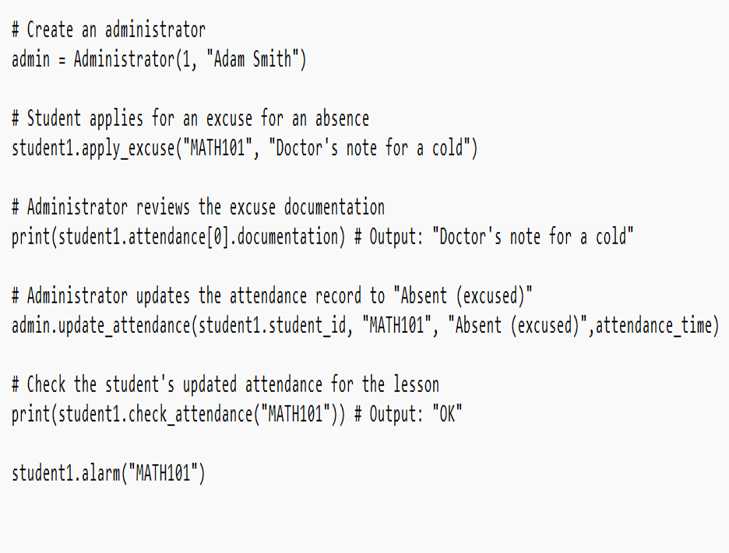 # Create an administrator
admin = Administrator(1, "Adam Smith")
# Student applies for an excuse for an absence
student1.apply_excuse("MATH101", "Doctor's note for a cold")
# Administrator reviews the excuse documentation
print(student1.attendance[0].documentation) # Output: "Doctor's note for a cold"
# Administrator updates the attendance record to "Absent (excused)"
admin.update_attendance(student1.student_id, "MATH101", "Absent (excused)",attendance_time)
# Check the student's updated attendance for the lesson
print(student1.check_attendance("MATH101")) # Output: "OK"
student1.alarm("MATH101")